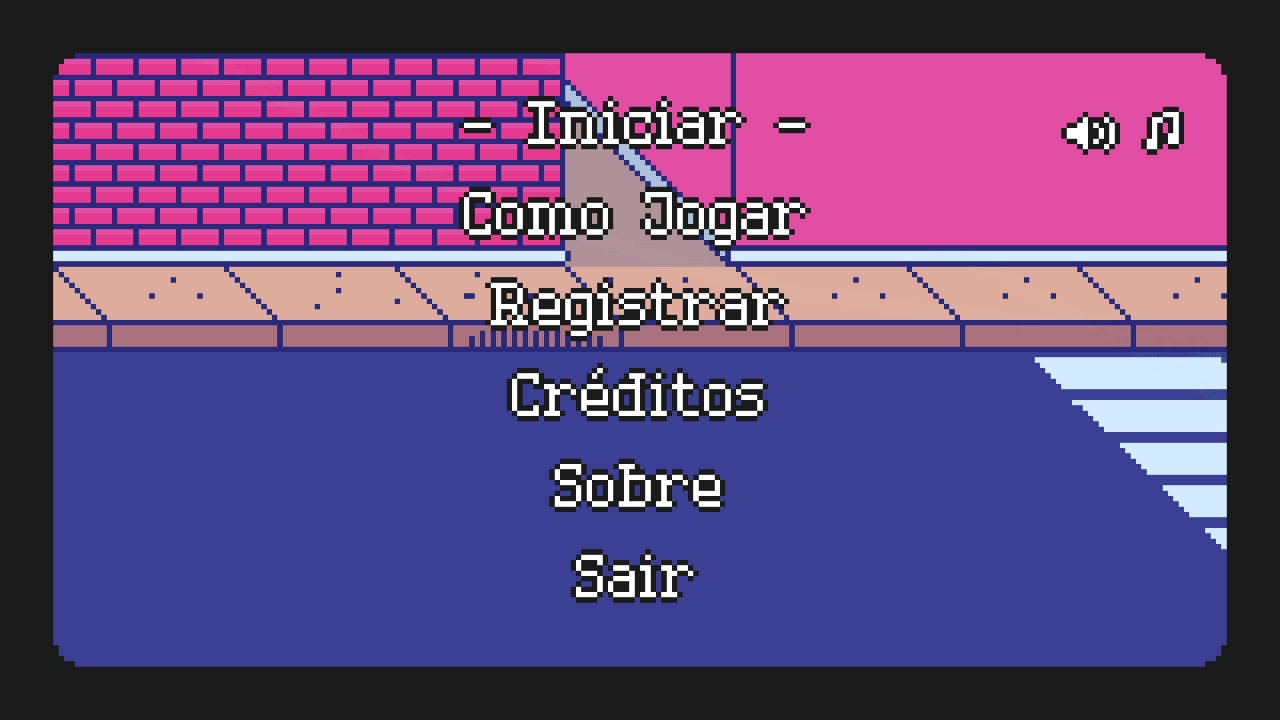 - Iniciar -
Como Jogar
Registrar
Créditos
Sobre
Sair